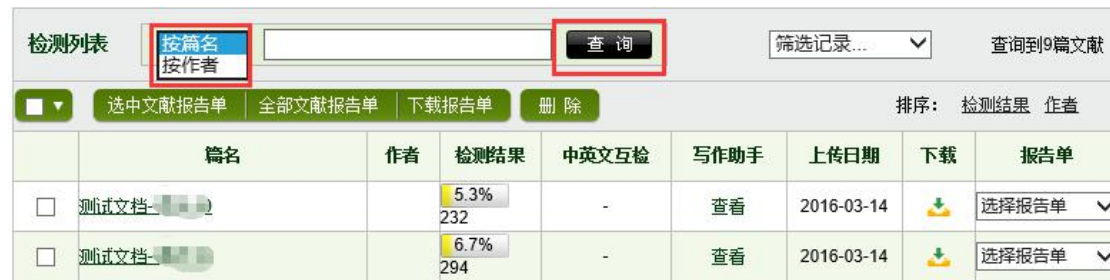 检测列表 按篇名 查 询 筛选记录... 查询到9篇文献
按作者
选中文献报告单 全部文献报告单 下载报告单 删 除 排序： 检测结果 作者
篇名 作者 检测结果 中英文互检 写作助手 上传日期 下载 报告单
测试文档- 5.3% - 查看 2016-03-14 选择报告单
232
测试文档- 6.7% - 查看 2016-03-14 选择报告单
294